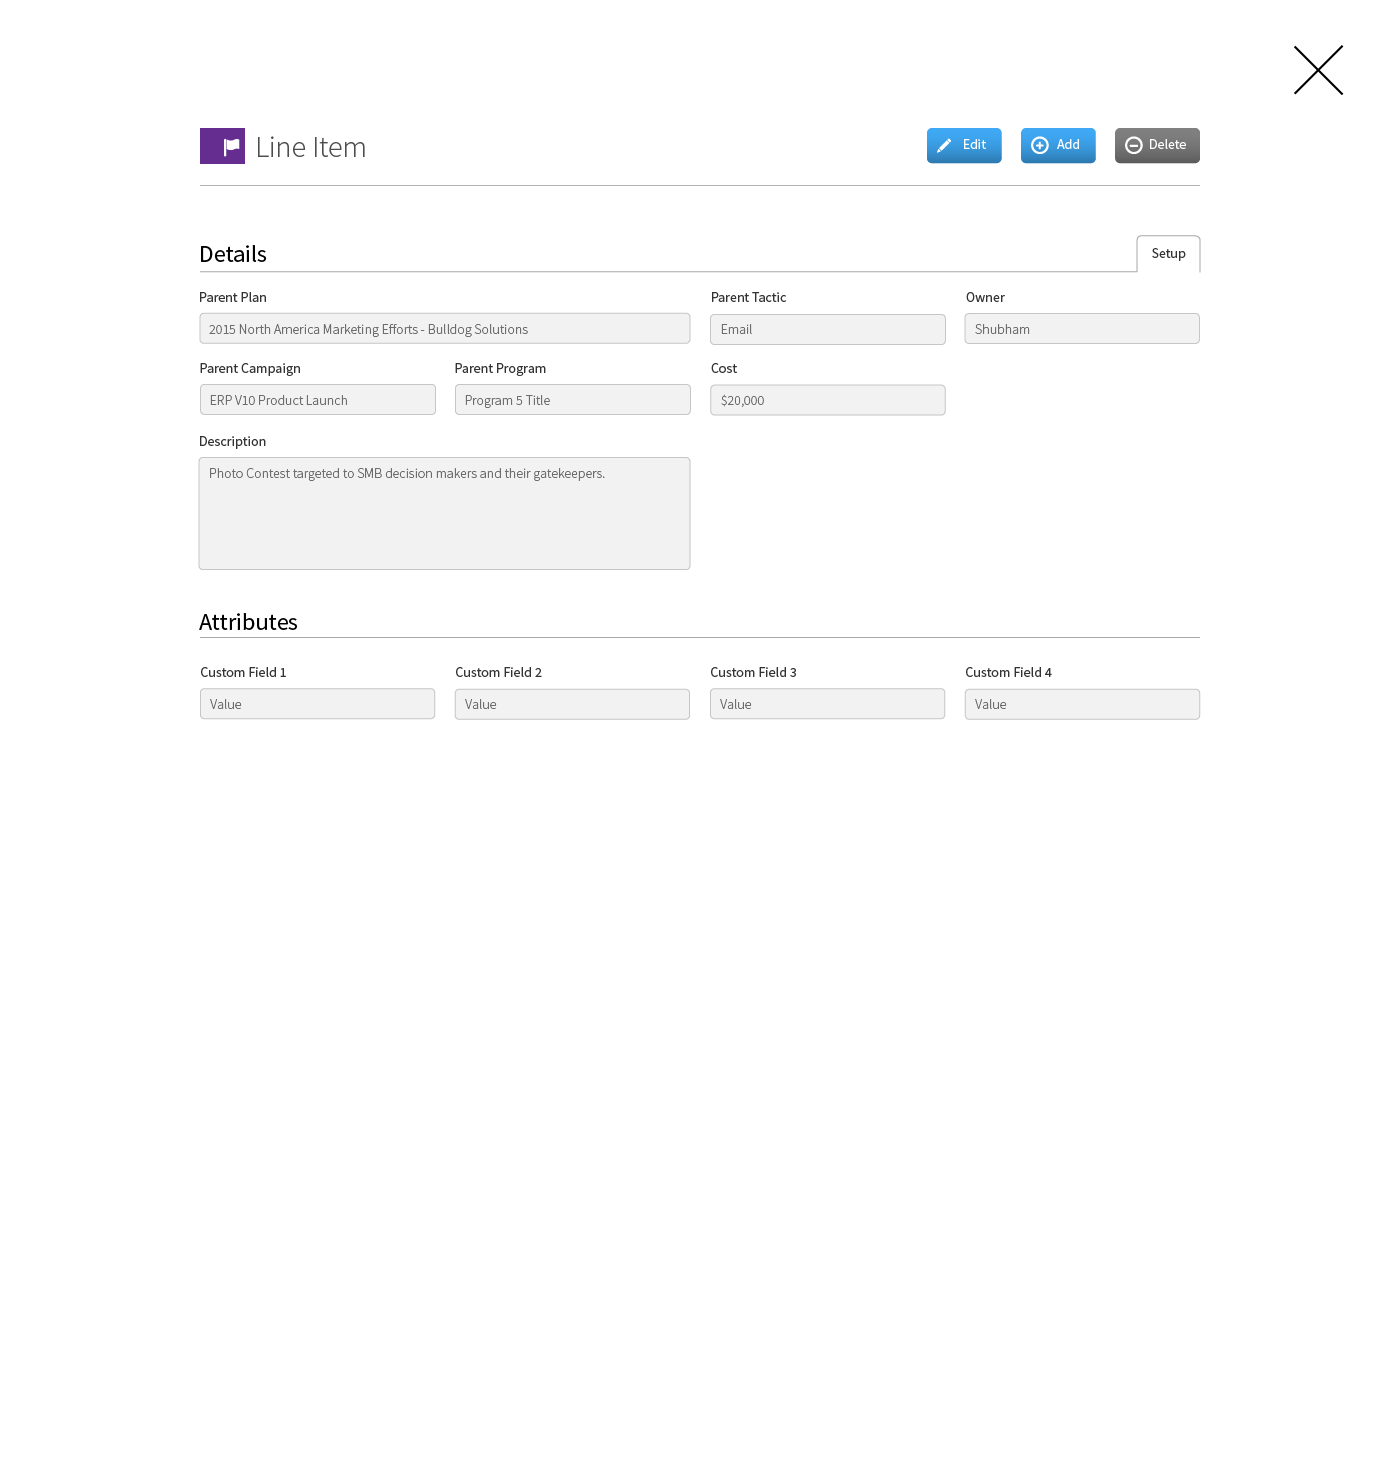 Line Item
Edit
Add
Delete
Details
Setup
Parent Plan
Parent Tactic
Owner
2015 North America Marketing Efforts - Bulldog Solutions
Email
Shubham
Parent Campaign
Parent Program
Cost
ERP V10 Product Launch
Program 5 Title
$20,000
Description
Photo Contest targeted to SMB decision makers and their gatekeepers.
Attributes
Custom Field 1
Custom Field 2
Custom Field 3
Custom Field 4
Value
Value
Value
Value